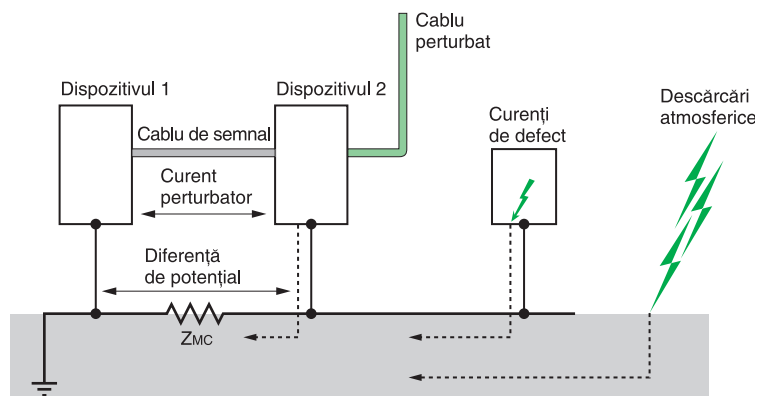 Cablu
perturbat
Dispozitivul 1
Dispozitivul 2
Cablu de semnal
Curenți
de defect
Descărcări
atmosferice
Curent
perturbator
Diferență
de potențial
ZMC